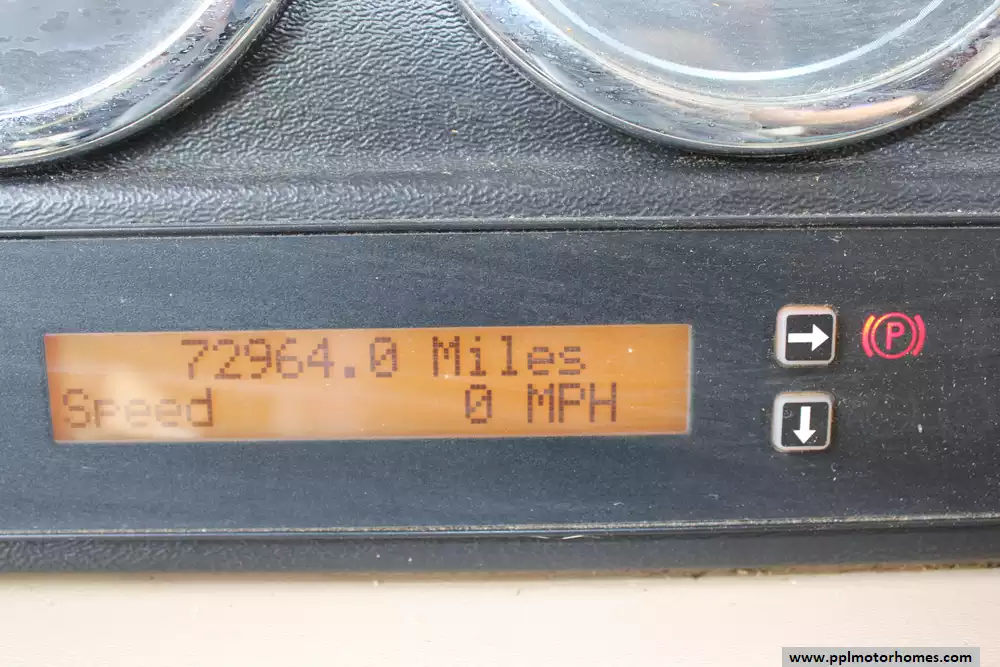 72964.0 Miles
Speed 0 MPH
P
www.pplmotorhomes.com